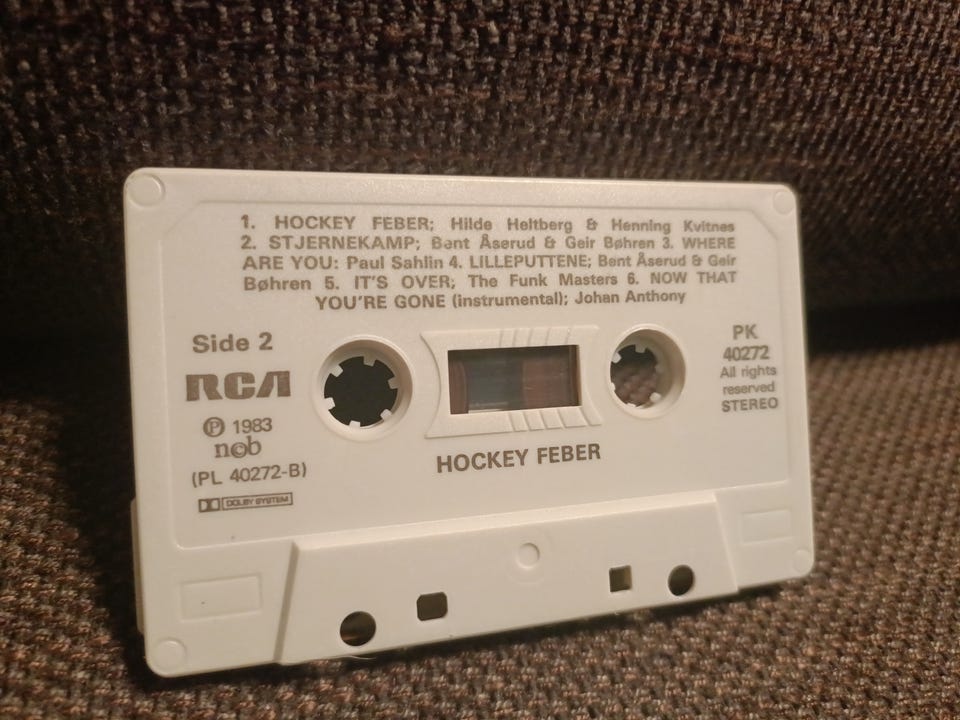 1. HOCKEY FEBER; Hilde Heltberg & Henning Kvitnes
2. STJERNEKAMP; Bent Åserud & Geir Bøhren 3. WHERE
ARE YOU: Paul Sahlin 4. LILLEPUTTENE; Bent Åserud & Geir
Bøhren 5. IT'S OVER; The Funk Masters 6. NOW THAT
YOU'RE GONE (instrumental); Johan Anthony
Side 2
RCA
Ⓟ 1983
n©b
(PL 40272-B)
DOLBY SYSTEM
HOCKEY FEBER
PK
40272
All rights
reserved
STEREO